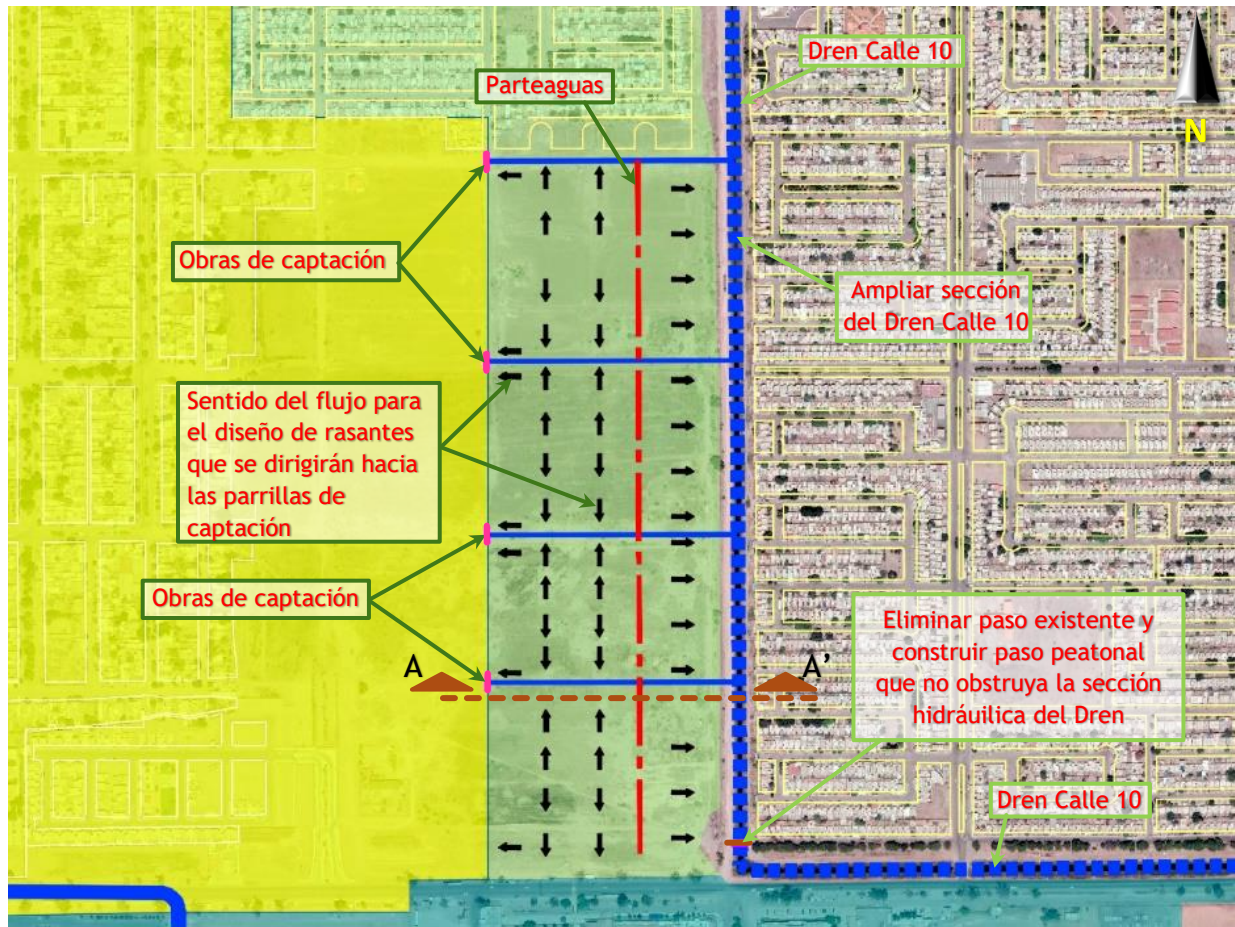 Dren Calle 10
Parteaguas
N
Obras de captación
Ampliar sección
del Dren Calle 10
Sentido del flujo para
el diseño de rasantes
que se dirigirán hacia
las parrillas de
captación
Obras de captación
Eliminar paso existente y
construir paso peatonal
que no obstruya la sección
hidráuilica del Dren
A
A’
Dren Calle 10